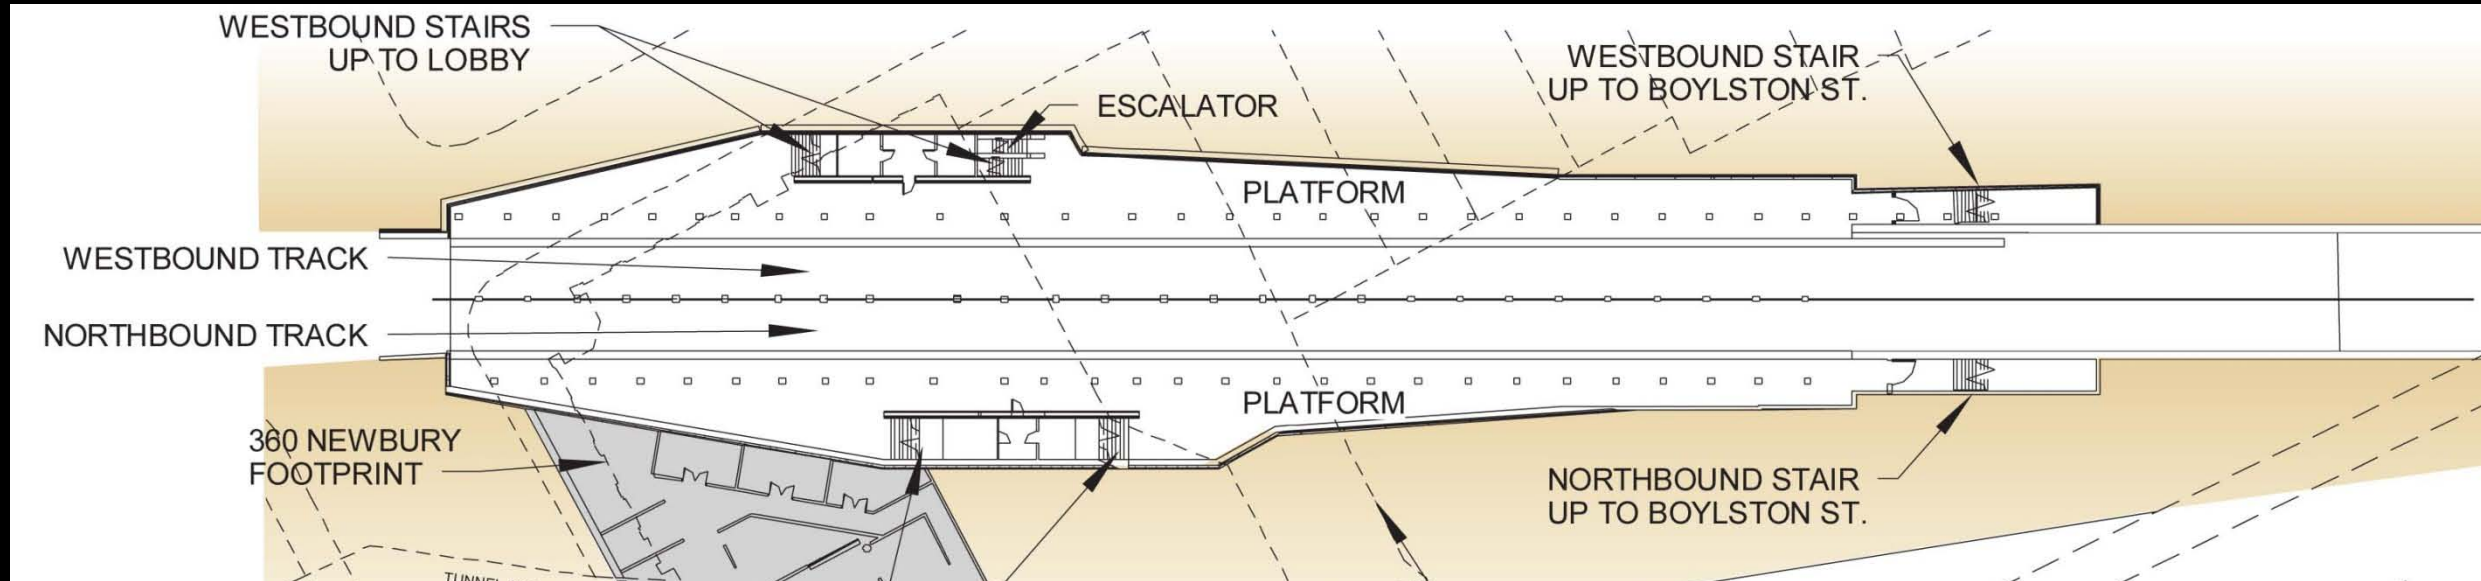 WESTBOUND STAIRS
UP TO LOBBY
WESTBOUND STAIR
UP TO BOYLSTON ST.
ESCALATOR
PLATFORM
WESTBOUND TRACK
NORTHBOUND TRACK
PLATFORM
360 NEWBURY
FOOTPRINT
NORTHBOUND STAIR
UP TO BOYLSTON ST.